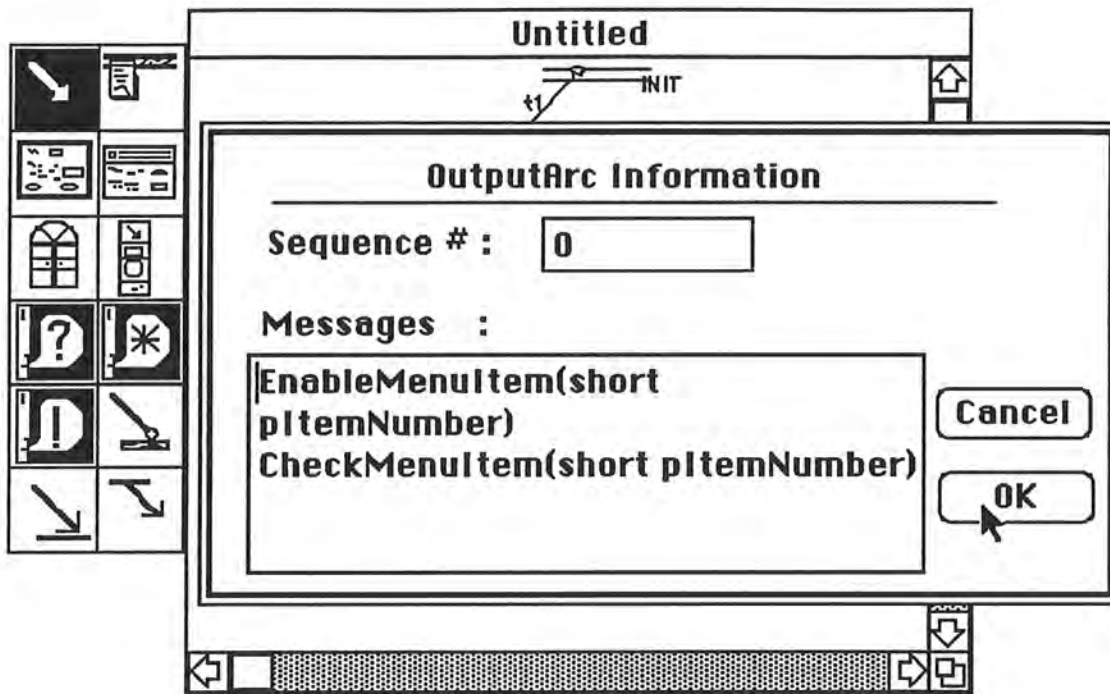 Untitled
INIT
t1
OutputArc Information
Sequence # : 0
Messages :
EnableMenuItem(short
pItemNumber)
CheckMenuItem(short pItemNumber)
Cancel
OK
? *
!